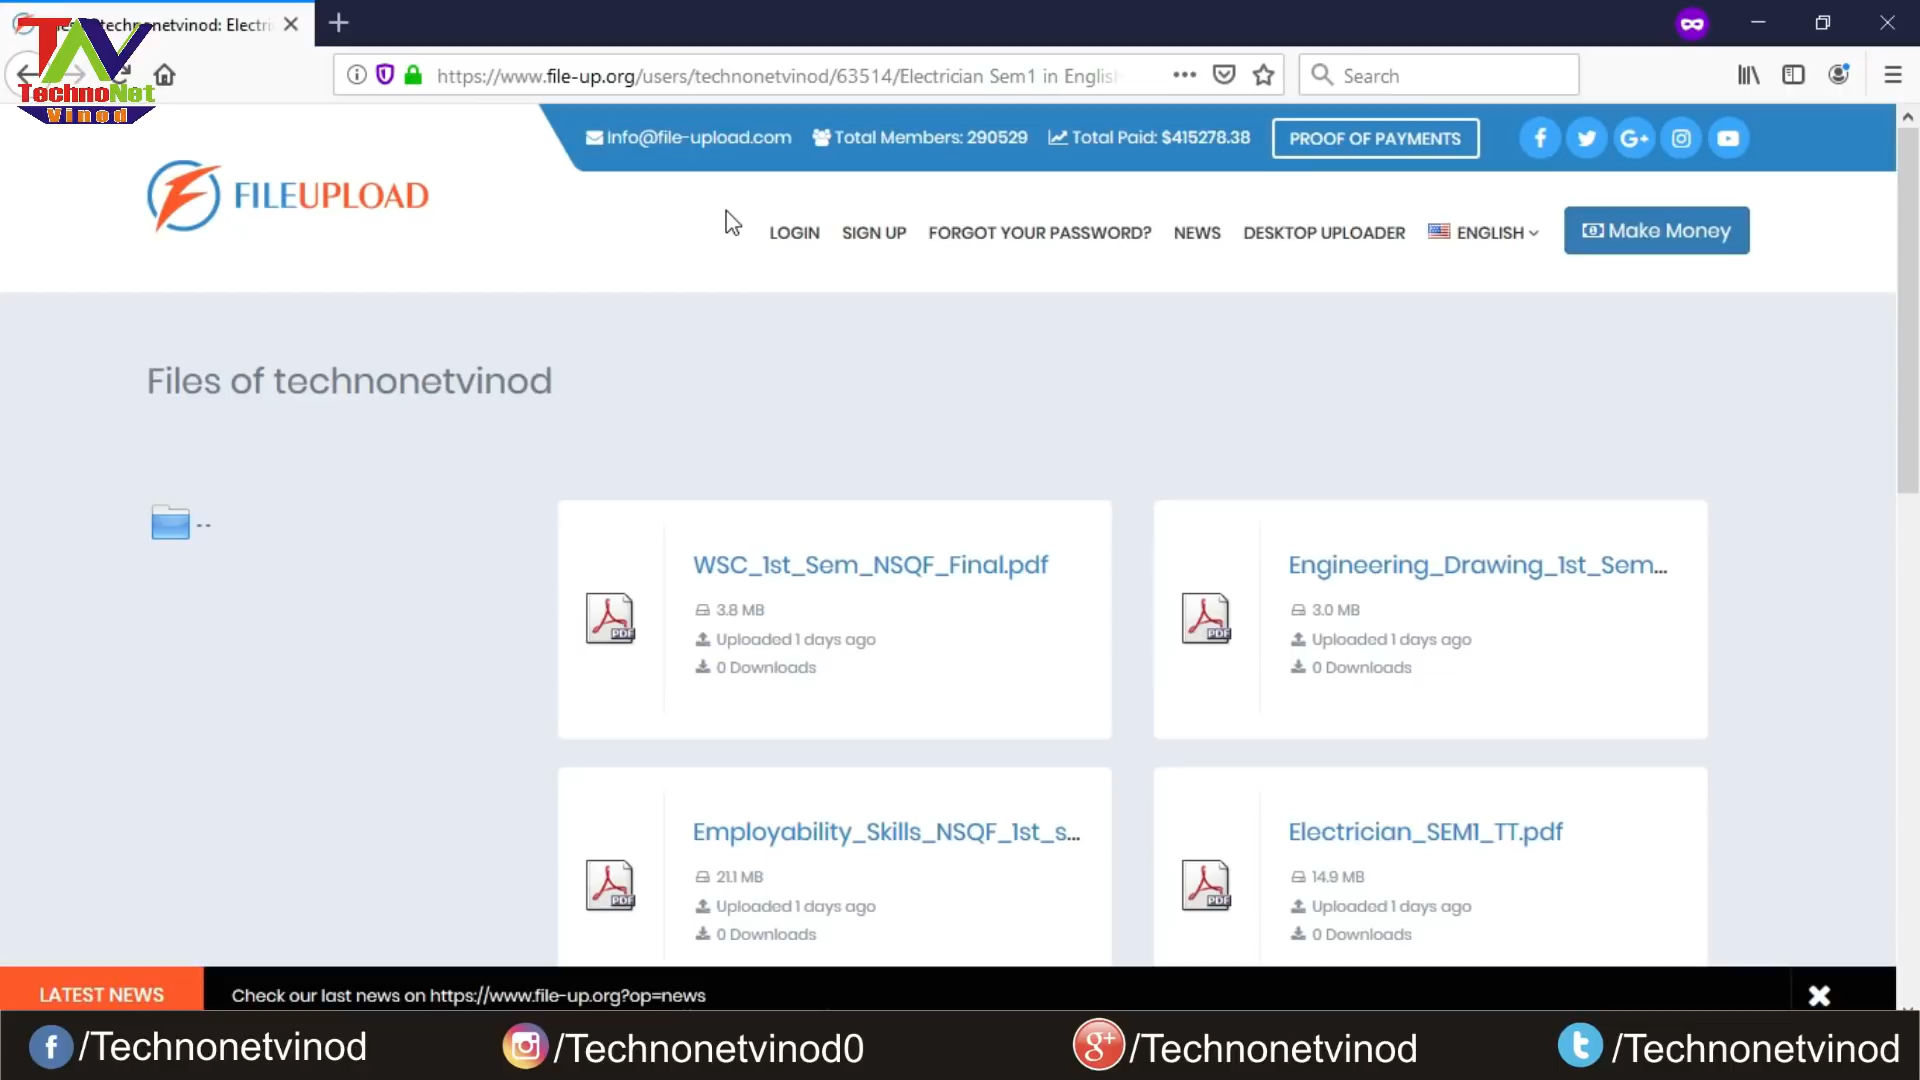 technonetvinod: Electri
TAV
TechnoNet
Vinod
https://www.file-up.org/users/technonetvinod/63514/Electrician Sem1 in English
Search
Info@file-upload.com Total Members: 290529 Total Paid: $415278.38 PROOF OF PAYMENTS
FILEUPLOAD
LOGIN SIGN UP FORGOT YOUR PASSWORD? NEWS DESKTOP UPLOADER ENGLISH Make Money
Files of technonetvinod
--
WSC_1st_Sem_NSQF_Final.pdf
3.8 MB
Uploaded 1 days ago
0 Downloads
PDF
Engineering_Drawing_1st_Sem...
3.0 MB
Uploaded 1 days ago
0 Downloads
PDF
Employability_Skills_NSQF_1st_s...
21.1 MB
Uploaded 1 days ago
0 Downloads
PDF
Electrician_SEM1_TT.pdf
14.9 MB
Uploaded 1 days ago
0 Downloads
PDF
LATEST NEWS Check our last news on https://www.file-up.org?op=news
/Technonetvinod /Technonetvinod0 /Technonetvinod /Technonetvinod